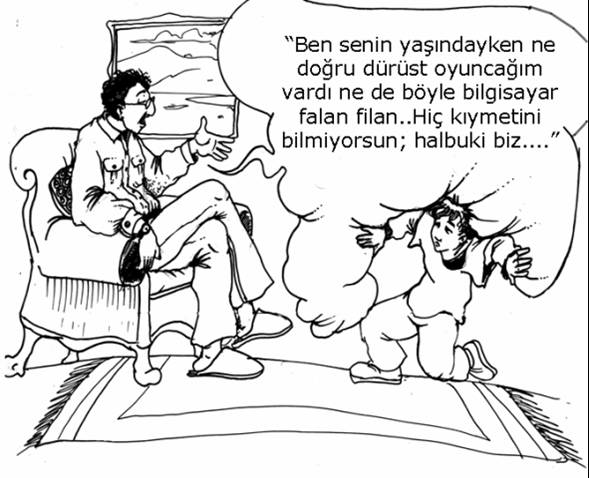 “Ben senin yaşındayken ne
doğru dürüst oyuncağım
vardı ne de böyle bilgisayar
falan filan..Hiç kıymetini
bilmiyorsun; halbuki biz....”